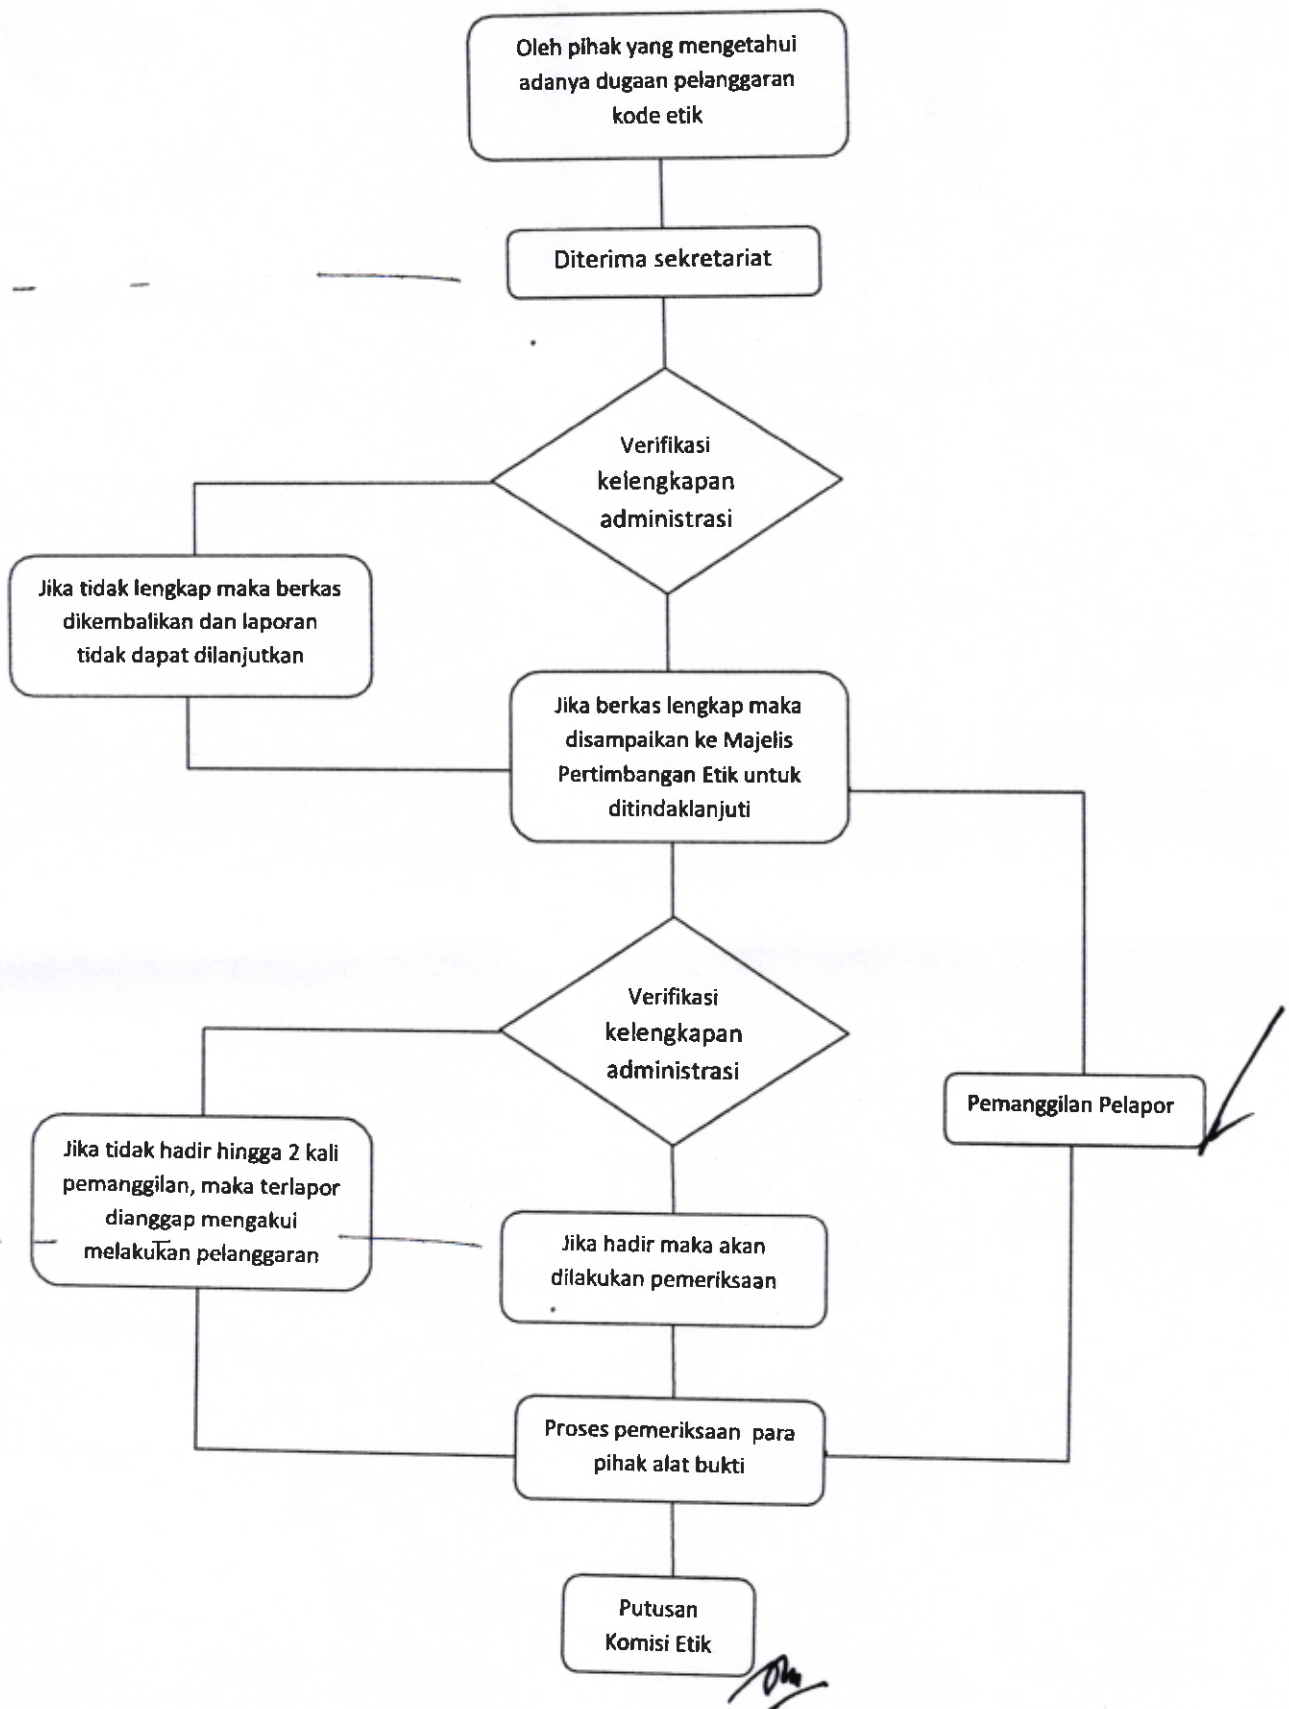 Oleh pihak yang mengetahui
adanya dugaan pelanggaran
kode etik
Diterima sekretariat
Verifikasi
kelengkapan
administrasi
Jika tidak lengkap maka berkas
dikembalikan dan laporan
tidak dapat dilanjutkan
Jika berkas lengkap maka
disampaikan ke Majelis
Pertimbangan Etik untuk
ditindaklanjuti
Verifikasi
kelengkapan
administrasi
Pemanggilan Pelapor
Jika tidak hadir hingga 2 kali
pemanggilan, maka terlapor
dianggap mengakui
melakukan pelanggaran
Jika hadir maka akan
dilakukan pemeriksaan
Proses pemeriksaan para
pihak alat bukti
Putusan
Komisi Etik